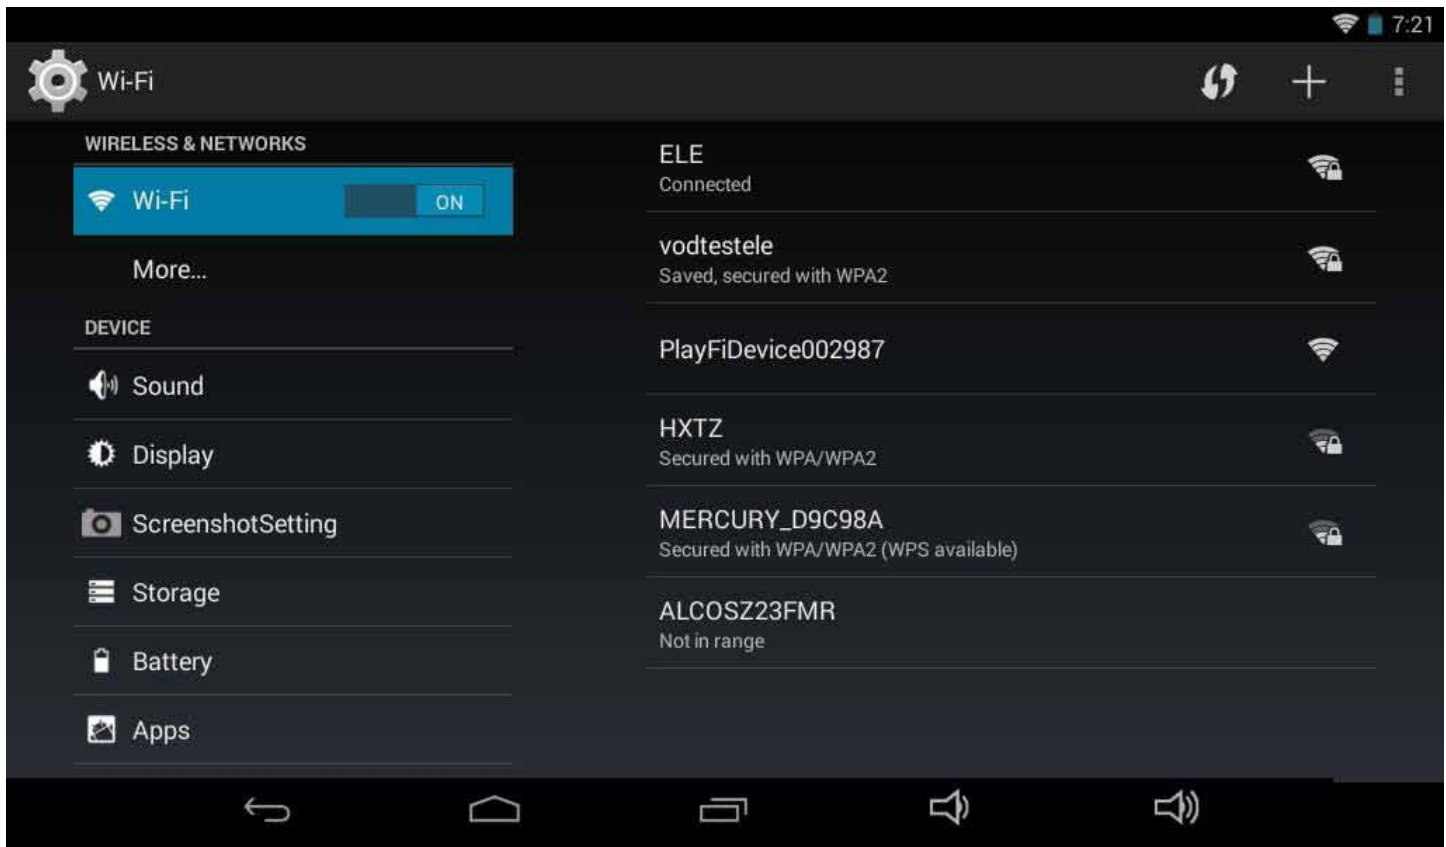 7:21
Wi-Fi
WIRELESS & NETWORKS
Wi-Fi ON
More...
DEVICE
Sound
Display
ScreenshotSetting
Storage
Battery
Apps
ELE
Connected
vodtestele
Saved, secured with WPA2
PlayFiDevice002987
HXTZ
Secured with WPA/WPA2
MERCURY_D9C98A
Secured with WPA/WPA2 (WPS available)
ALCOSZ23FMR
Not in range